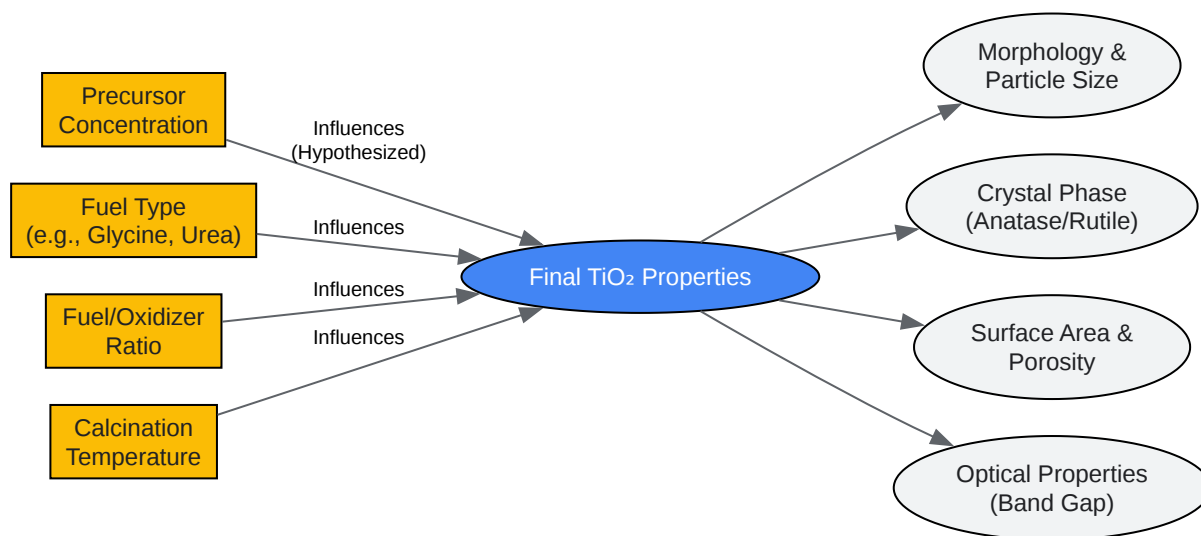 Precursor
Concentration
Fuel Type
(e.g., Glycine, Urea)
Fuel/Oxidizer
Ratio
Calcination
Temperature
Influences
(Hypothesized)
Influences
Influences
Influences
Final TiO₂ Properties
Morphology &
Particle Size
Crystal Phase
(Anatase/Rutile)
Surface Area &
Porosity
Optical Properties
(Band Gap)